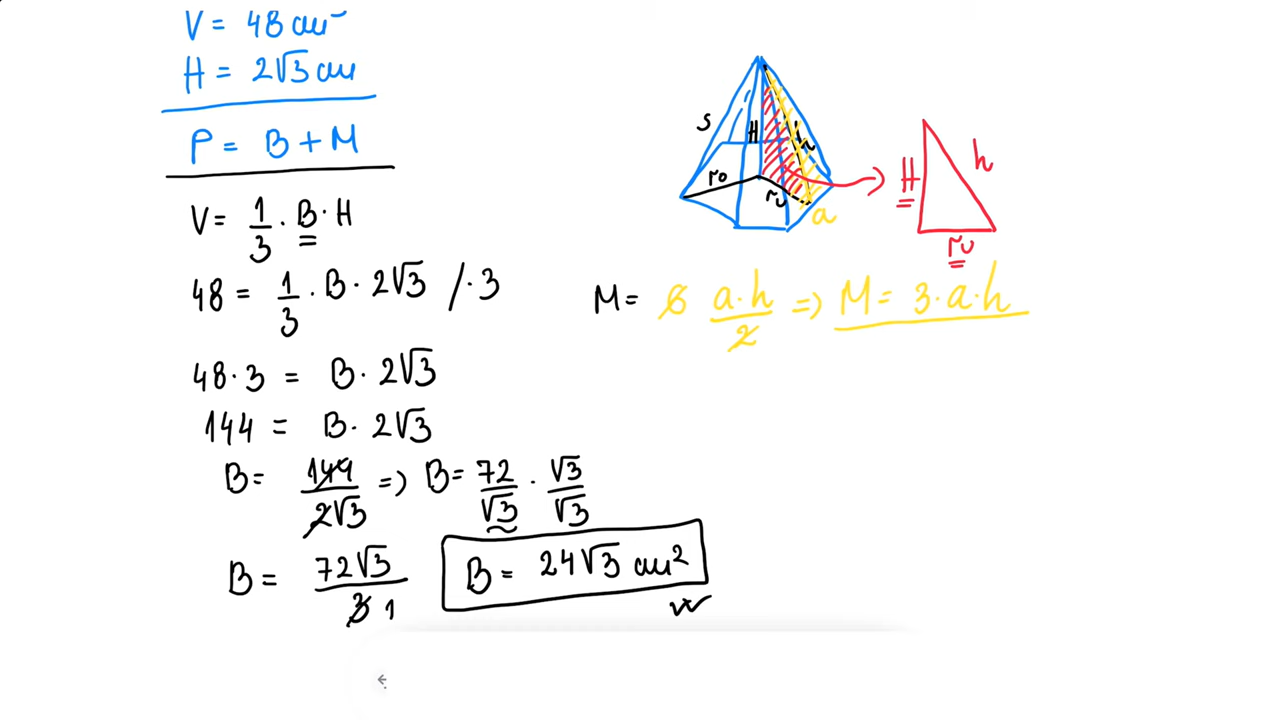 V = 48 cm³
H = 2√3 cm
P = B + M
V = 1/3 · B · H
48 = 1/3 · B · 2√3 / · 3
48 · 3 = B · 2√3
144 = B · 2√3
B = 144/2√3 => B = 72/√3 · √3/√3
B = 72√3/3 1
B = 24√3 cm²
s
H
h
ro
ru
a
H
h
ru
M = 6 a·h/2 => M = 3·a·h